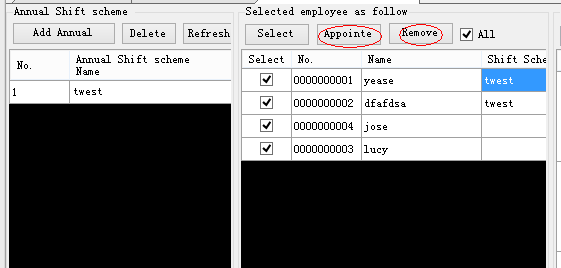 Annual Shift scheme
Add Annual Delete Refresh
No. Annual Shift scheme Name
1 twest
Selected employee as follow
Select Appointe Remove All
Select No. Name Shift Sche
0000000001 yease twest
0000000002 dfafdsa twest
0000000004 jose
0000000003 lucy